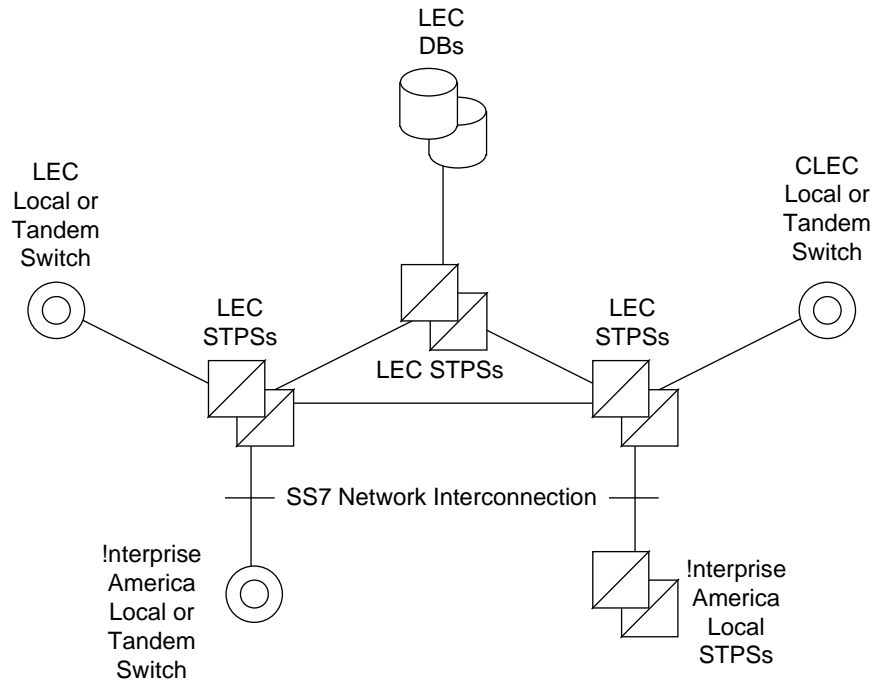 LEC
DBs
LEC
Local or
Tandem
Switch
CLEC
Local or
Tandem
Switch
LEC
STPSs
LEC
STPSs
LEC STPSs
SS7 Network Interconnection
!nterprise
America
Local or
Tandem
Switch
!nterprise
America
Local
STPSs